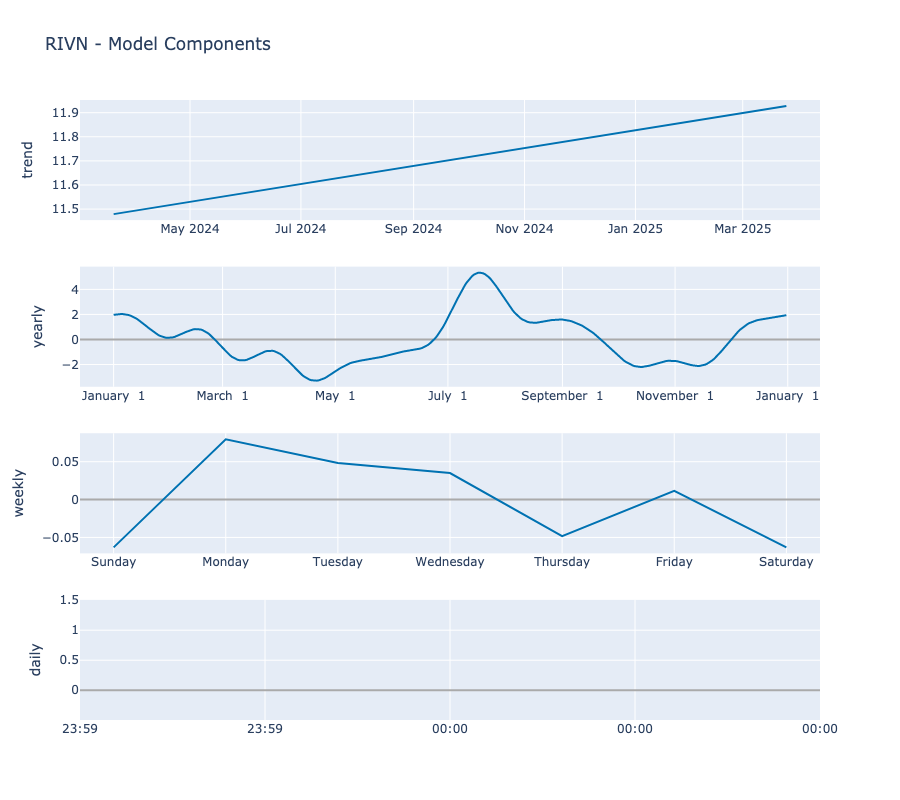 RIVN - Model Components
trend
11.9
11.8
11.7
11.6
11.5
May 2024 Jul 2024 Sep 2024 Nov 2024 Jan 2025 Mar 2025
yearly
4
2
0
−2
January 1 March 1 May 1 July 1 September 1 November 1 January 1
weekly
0.05
0
−0.05
Sunday Monday Tuesday Wednesday Thursday Friday Saturday
daily
1.5
1
0.5
0
23:59 23:59 00:00 00:00 00:00